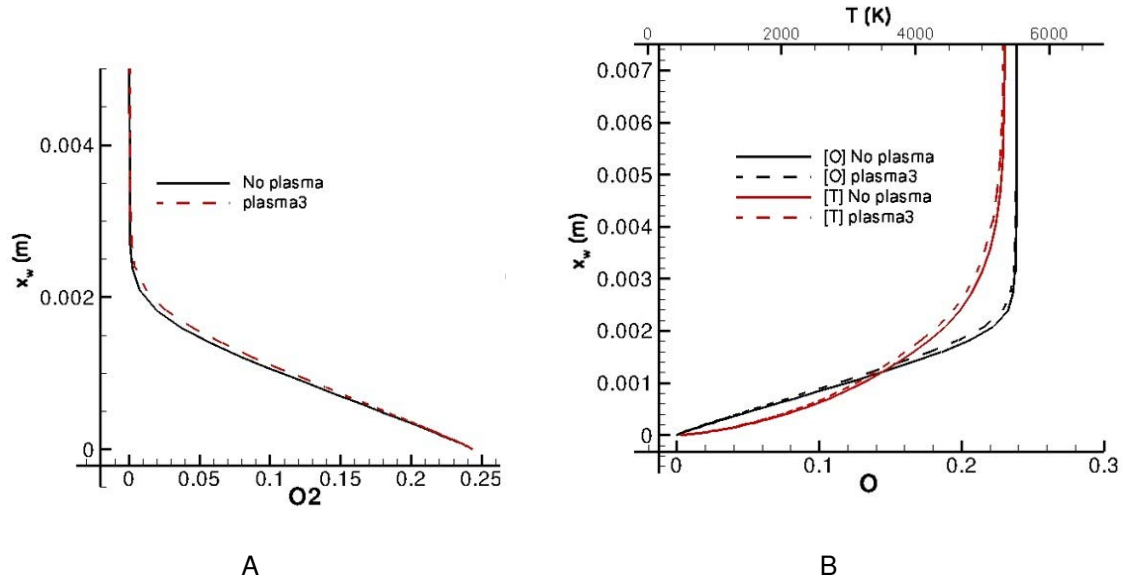 0.004
0.002
0
x_w (m)
No plasma
plasma3
0 0.05 0.1 0.15 0.2 0.25
O2
A
T (K)
0 2000 4000 6000
0.007
0.006
0.005
0.004
0.003
0.002
0.001
0
x_w (m)
[O] No plasma
[O] plasma3
[T] No plasma
[T] plasma3
0 0.1 0.2 0.3
O
B